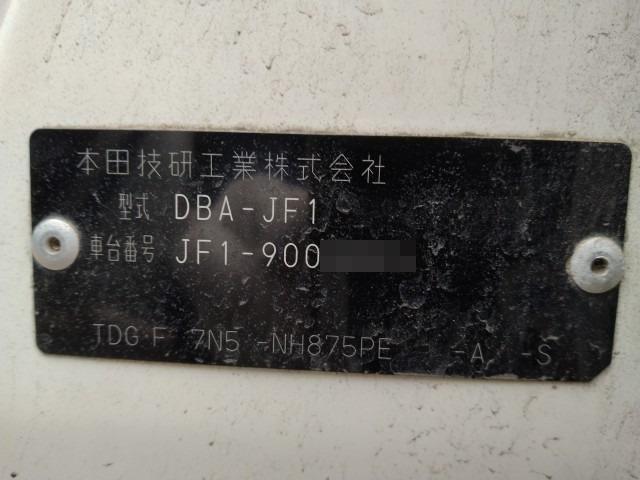 本田技研工業株式会社
型式 DBA-JF1
車台番号 JF1-900
TDG F 7N5 -NH875PE -A -S